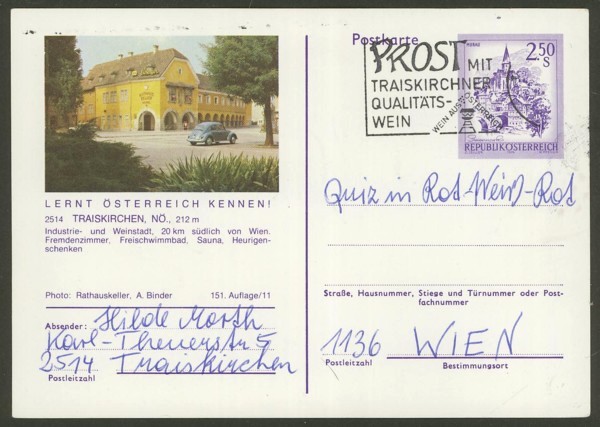 Postkarte
PROST MIT
TRAISKIRCHNER
QUALITÄTS-
WEIN
WEIN AUS ÖSTERREICH
2.50
S
REPUBLIK ÖSTERREICH
LERNT ÖSTERREICH KENNEN!
2514 TRAISKIRCHEN, NÖ., 212 m
Industrie- und Weinstadt, 20 km südlich von Wien.
Fremdenzimmer, Freischwimmbad, Sauna, Heurigen-
schenken
Photo: Rathauskeller, A. Binder 151. Auflage/11
Quiz in Rot-Weiß-Rot
Straße, Hausnummer, Stiege und Türnummer oder Post-
fachnummer
Absender: Hilde Morth
Karl-Theuerstr 5
2514 Traiskirchen
Postleitzahl
1136 WIEN
Postleitzahl Bestimmungsort